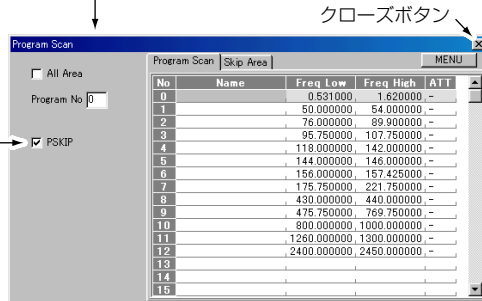 クローズボタン
Program Scan
All Area
Program No 0
PSKIP
Program Scan Skip Area MENU
No Name Freq Low Freq High ATT
0 0.531000 1.620000 -
1 50.000000 54.000000 -
2 76.000000 89.900000 -
3 95.750000 107.750000 -
4 118.000000 142.000000 -
5 144.000000 146.000000 -
6 156.000000 157.425000 -
7 175.750000 221.750000 -
8 430.000000 440.000000 -
9 475.750000 769.750000 -
10 800.000000 1000.000000 -
11 1260.000000 1300.000000 -
12 2400.000000 2450.000000 -
13
14
15